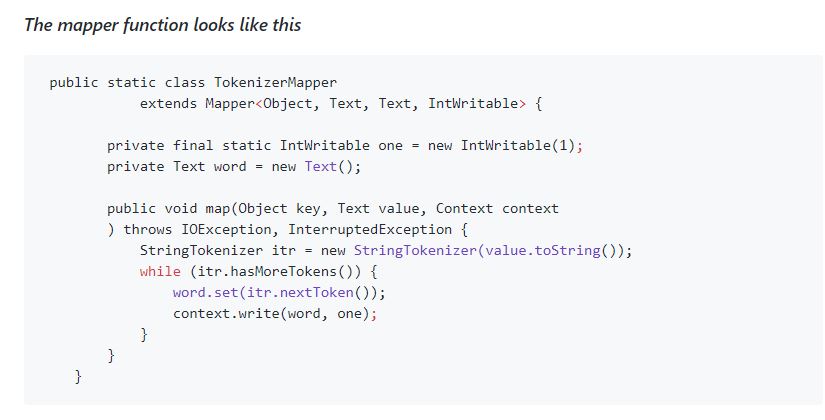 The mapper function looks like this
public static class TokenizerMapper
extends Mapper<Object, Text, Text, IntWritable> {
private final static IntWritable one = new IntWritable(1);
private Text word = new Text();
public void map(Object key, Text value, Context context
) throws IOException, InterruptedException {
StringTokenizer itr = new StringTokenizer(value.toString());
while (itr.hasMoreTokens()) {
word.set(itr.nextToken());
context.write(word, one);
}
}
}